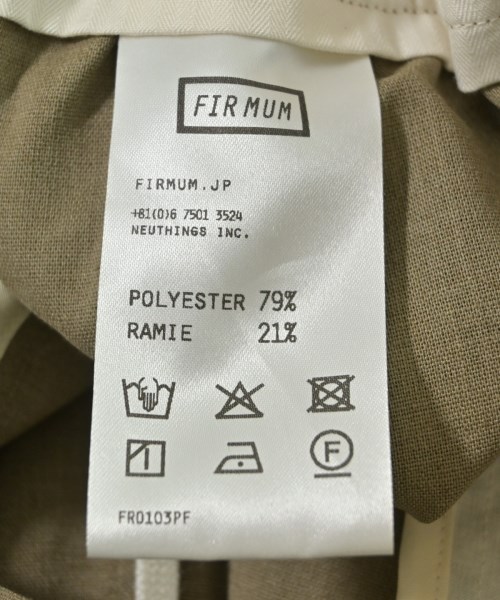 FIRMUM
FIRMUM.JP
+81(0)6 7501 3524
NEUTHINGS INC.
POLYESTER 79%
RAMIE 21%
F
FR0103PF